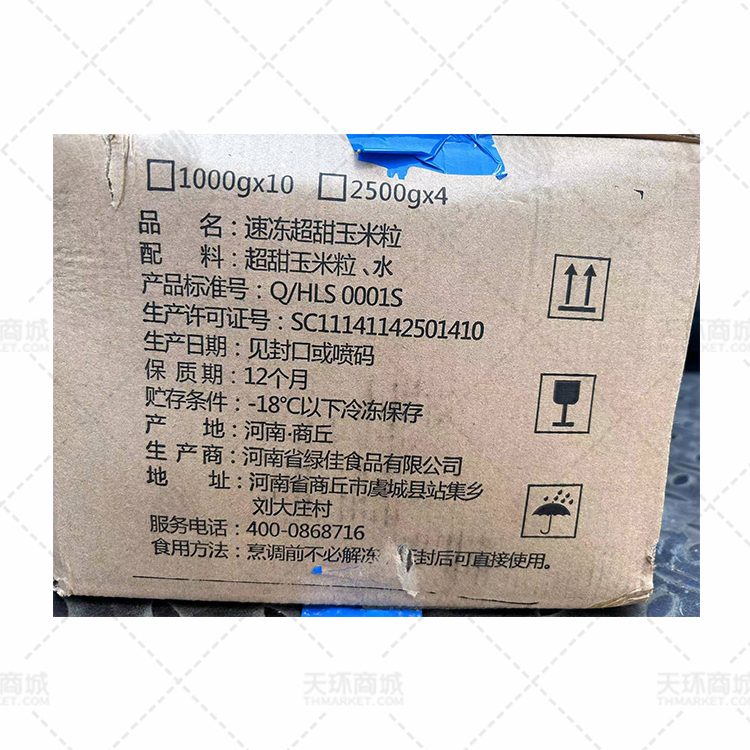 □1000gx10 □2500gx4
品 名：速冻超甜玉米粒
配 料：超甜玉米粒、水
产品标准号：Q/HLS 0001S
生产许可证号：SC11141142501410
生产日期：见封口或喷码
保 质 期：12个月
贮存条件：-18℃以下冷冻保存
产 地：河南·商丘
生 产 商：河南省绿佳食品有限公司
地 址：河南省商丘市虞城县站集乡
刘大庄村
服务电话：400-0868716
食用方法：烹调前不必解冻 封后可直接使用。
天环商城
THMARKET.COM